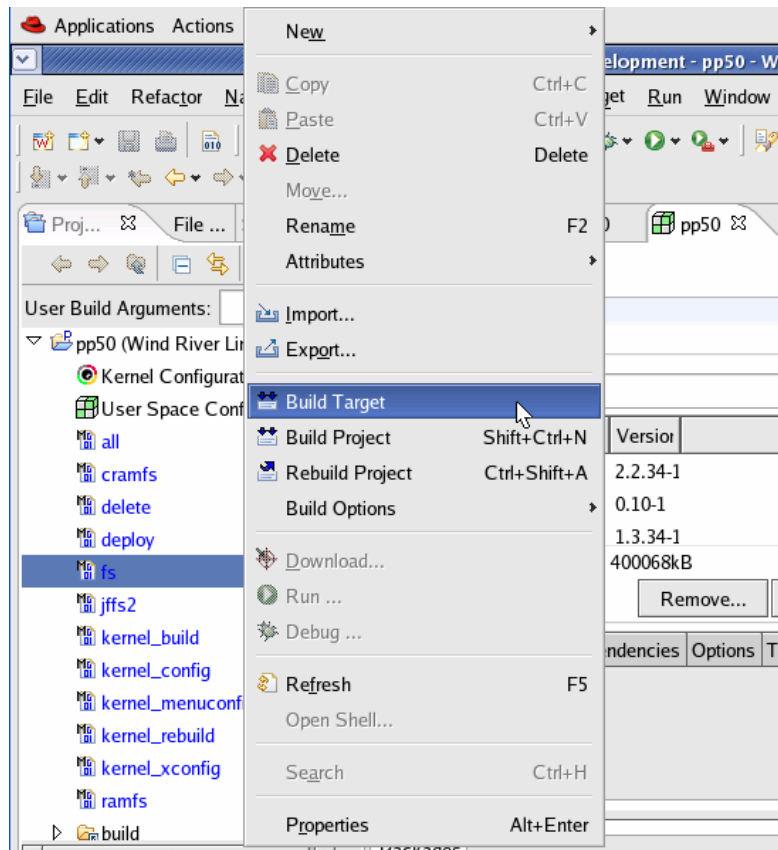 Applications Actions
elopment - pp50 - W
File Edit Refactor Na
get Run Window
Proj... File ...
pp50
User Build Arguments:
pp50 (Wind River Lin
Kernel Configurat
User Space Conf
all
cramfs
delete
deploy
fs
jffs2
kernel_build
kernel_config
kernel_menuconf
kernel_rebuild
kernel_xconfig
ramfs
build
New
Copy Ctrl+C
Paste Ctrl+V
Delete Delete
Move...
Rename F2
Attributes
Import...
Export...
Build Target
Build Project Shift+Ctrl+N
Rebuild Project Ctrl+Shift+A
Build Options
Download...
Run ...
Debug ...
Refresh F5
Open Shell...
Search Ctrl+H
Properties Alt+Enter
Version
2.2.34-1
0.10-1
1.3.34-1
400068kB
Remove...
endencies Options T
Packages